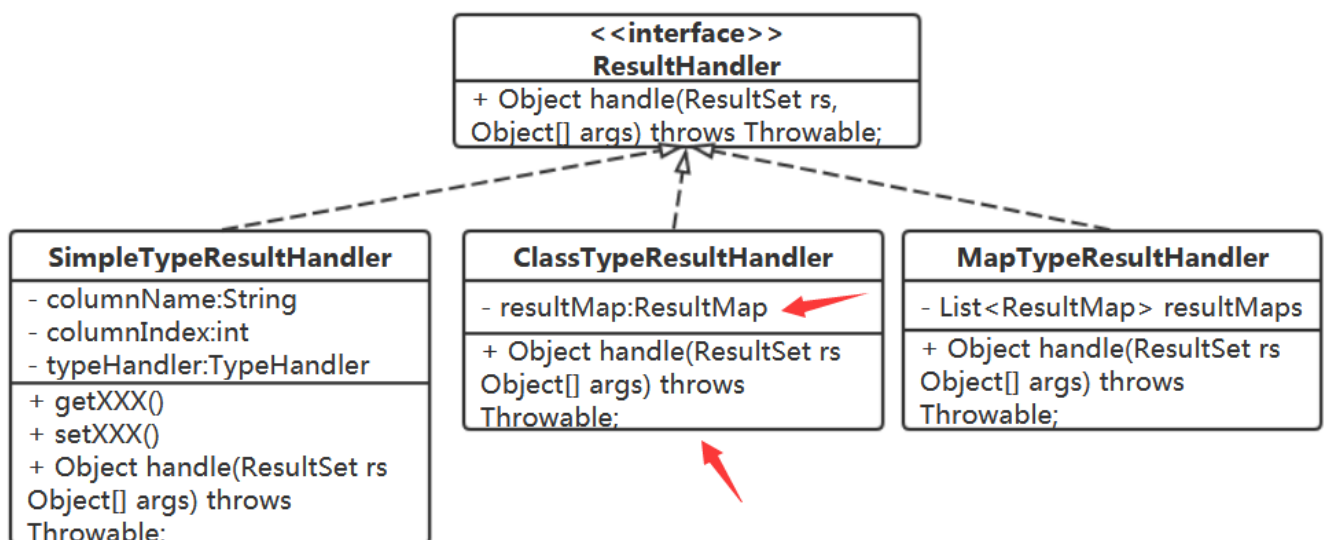 <<interface>>
ResultHandler
+ Object handle(ResultSet rs,
Object[] args) throws Throwable;
SimpleTypeResultHandler
- columnName:String
- columnIndex:int
- typeHandler:TypeHandler
+ getXXX()
+ setXXX()
+ Object handle(ResultSet rs
Object[] args) throws
Throwable;
ClassTypeResultHandler
- resultMap:ResultMap
+ Object handle(ResultSet rs
Object[] args) throws
Throwable;
MapTypeResultHandler
- List<ResultMap> resultMaps
+ Object handle(ResultSet rs
Object[] args) throws
Throwable;